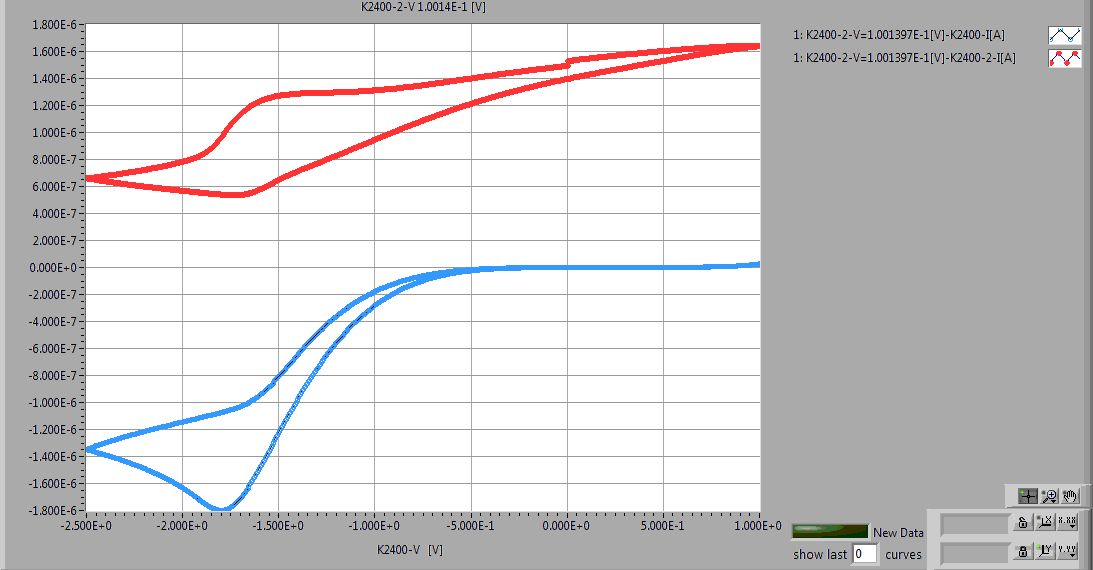 K2400-2-V 1.0014E-1 [V]
1: K2400-2-V=1.001397E-1[V]-K2400-I[A]
1: K2400-2-V=1.001397E-1[V]-K2400-2-I[A]
1.800E-6
1.600E-6
1.400E-6
1.200E-6
1.000E-6
8.000E-7
6.000E-7
4.000E-7
2.000E-7
0.000E+0
-2.000E-7
-4.000E-7
-6.000E-7
-8.000E-7
-1.000E-6
-1.200E-6
-1.400E-6
-1.600E-6
-1.800E-6
-2.500E+0 -2.000E+0 -1.500E+0 -1.000E+0 -5.000E-1 0.000E+0 5.000E-1 1.000E+0
K2400-V [V]
New Data
show last 0 curves
X X.XX
Y Y.YY